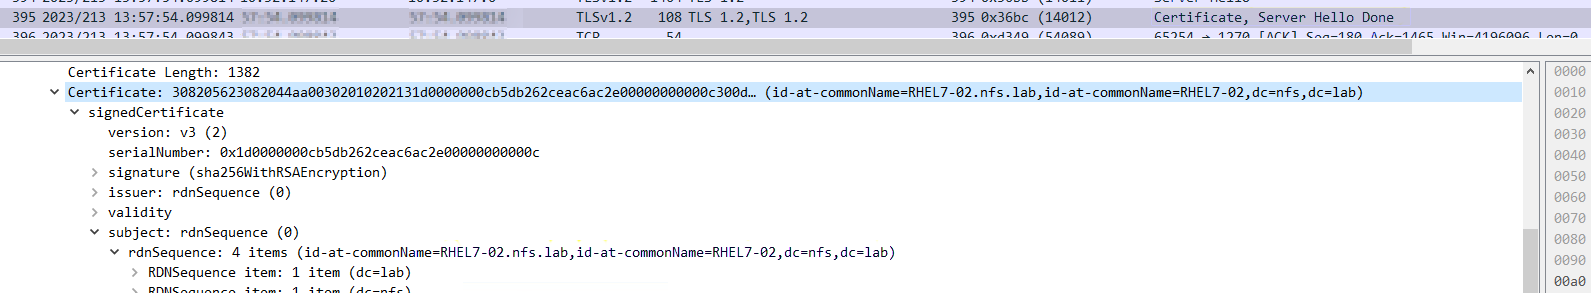 395 2023/213 13:57:54.099814 TLSv1.2 108 TLS 1.2,TLS 1.2 395 0x36bc (14012) Certificate, Server Hello Done
396 2023/213 13:57:54.099843 TCP 54 396 0xd349 (54089) 65254 → 1270 [ACK] Seq=180 Ack=1465 Win=4196096 Len=0
Certificate Length: 1382
Certificate: 308205623082044aa00302010202131d0000000cb5db262ceac6ac2e00000000000c300d… (id-at-commonName=RHEL7-02.nfs.lab,id-at-commonName=RHEL7-02,dc=nfs,dc=lab)
signedCertificate
version: v3 (2)
serialNumber: 0x1d0000000cb5db262ceac6ac2e00000000000c
signature (sha256WithRSAEncryption)
issuer: rdnSequence (0)
validity
subject: rdnSequence (0)
rdnSequence: 4 items (id-at-commonName=RHEL7-02.nfs.lab,id-at-commonName=RHEL7-02,dc=nfs,dc=lab)
RDNSequence item: 1 item (dc=lab)
RDNSequence item: 1 item (dc=nfs)
0000
0010
0020
0030
0040
0050
0060
0070
0080
0090
00a0